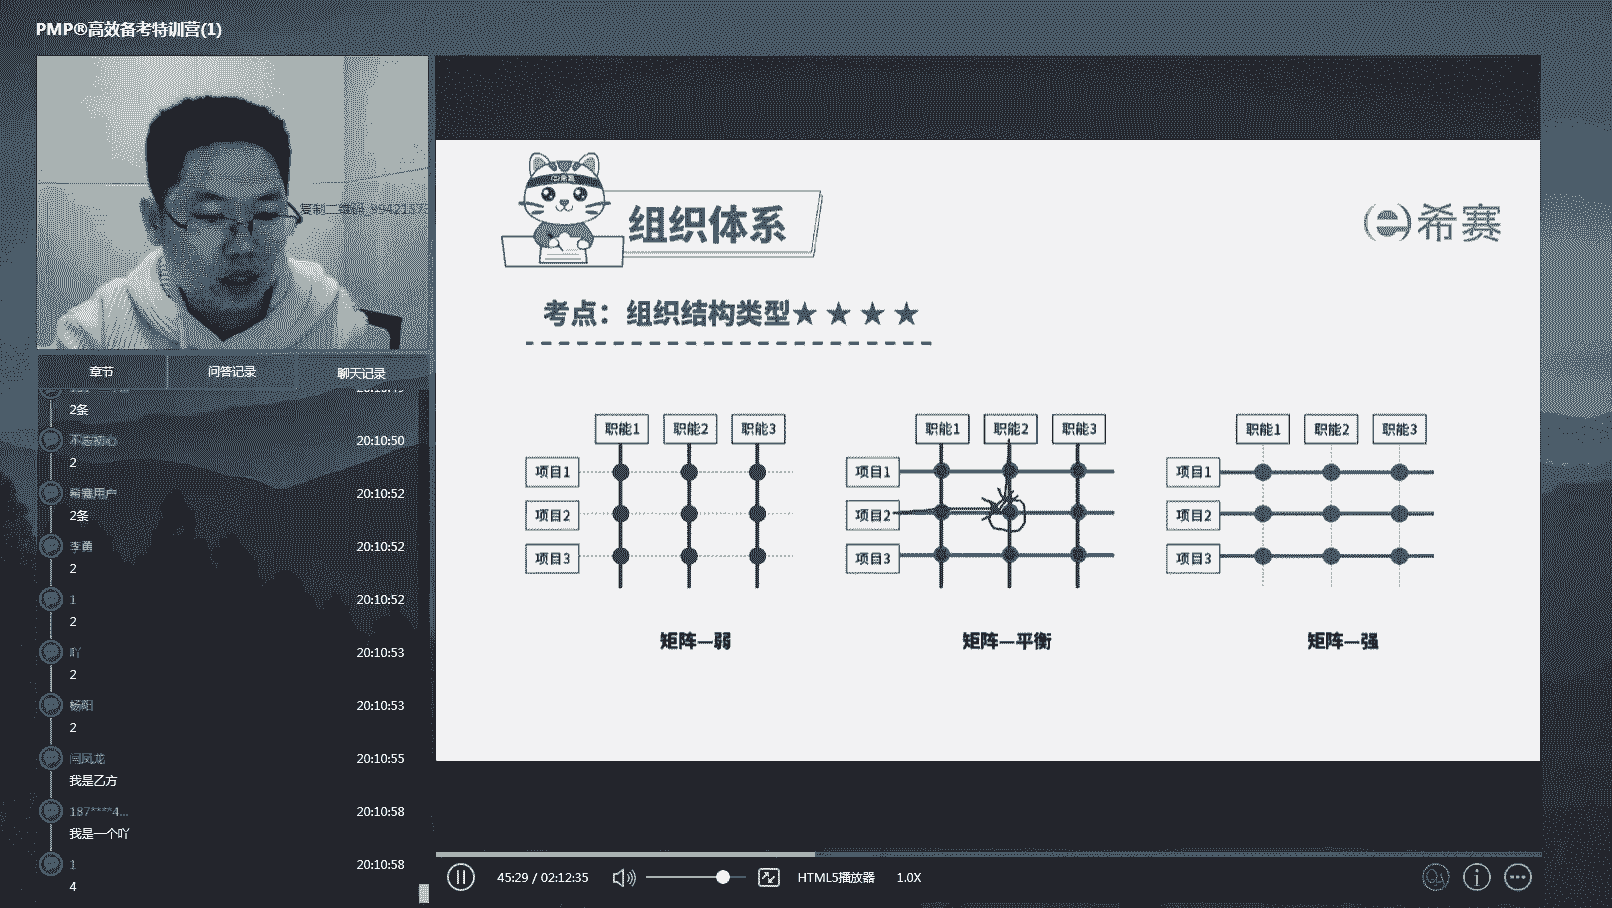 PMP®高效备考特训营(1)
复制二维码_9942187
章节
问答记录
聊天记录
2条
不忘初心
20:10:50
2
希赛用户
20:10:52
2条
李黄
20:10:52
2
1
20:10:52
2
吖
20:10:53
2
杨阳
20:10:53
2
闫凤龙
20:10:55
我是乙方
187****4...
20:10:58
我是一个吖
1
20:10:58
4
组织体系
希赛
考点：组织结构类型★★★★
职能1 职能2 职能3
项目1
项目2
项目3
矩阵—弱
职能1 职能2 职能3
项目1
项目2
项目3
矩阵—平衡
职能1 职能2 职能3
项目1
项目2
项目3
矩阵—强
45:29 / 02:12:35
HTML5播放器
1.0X